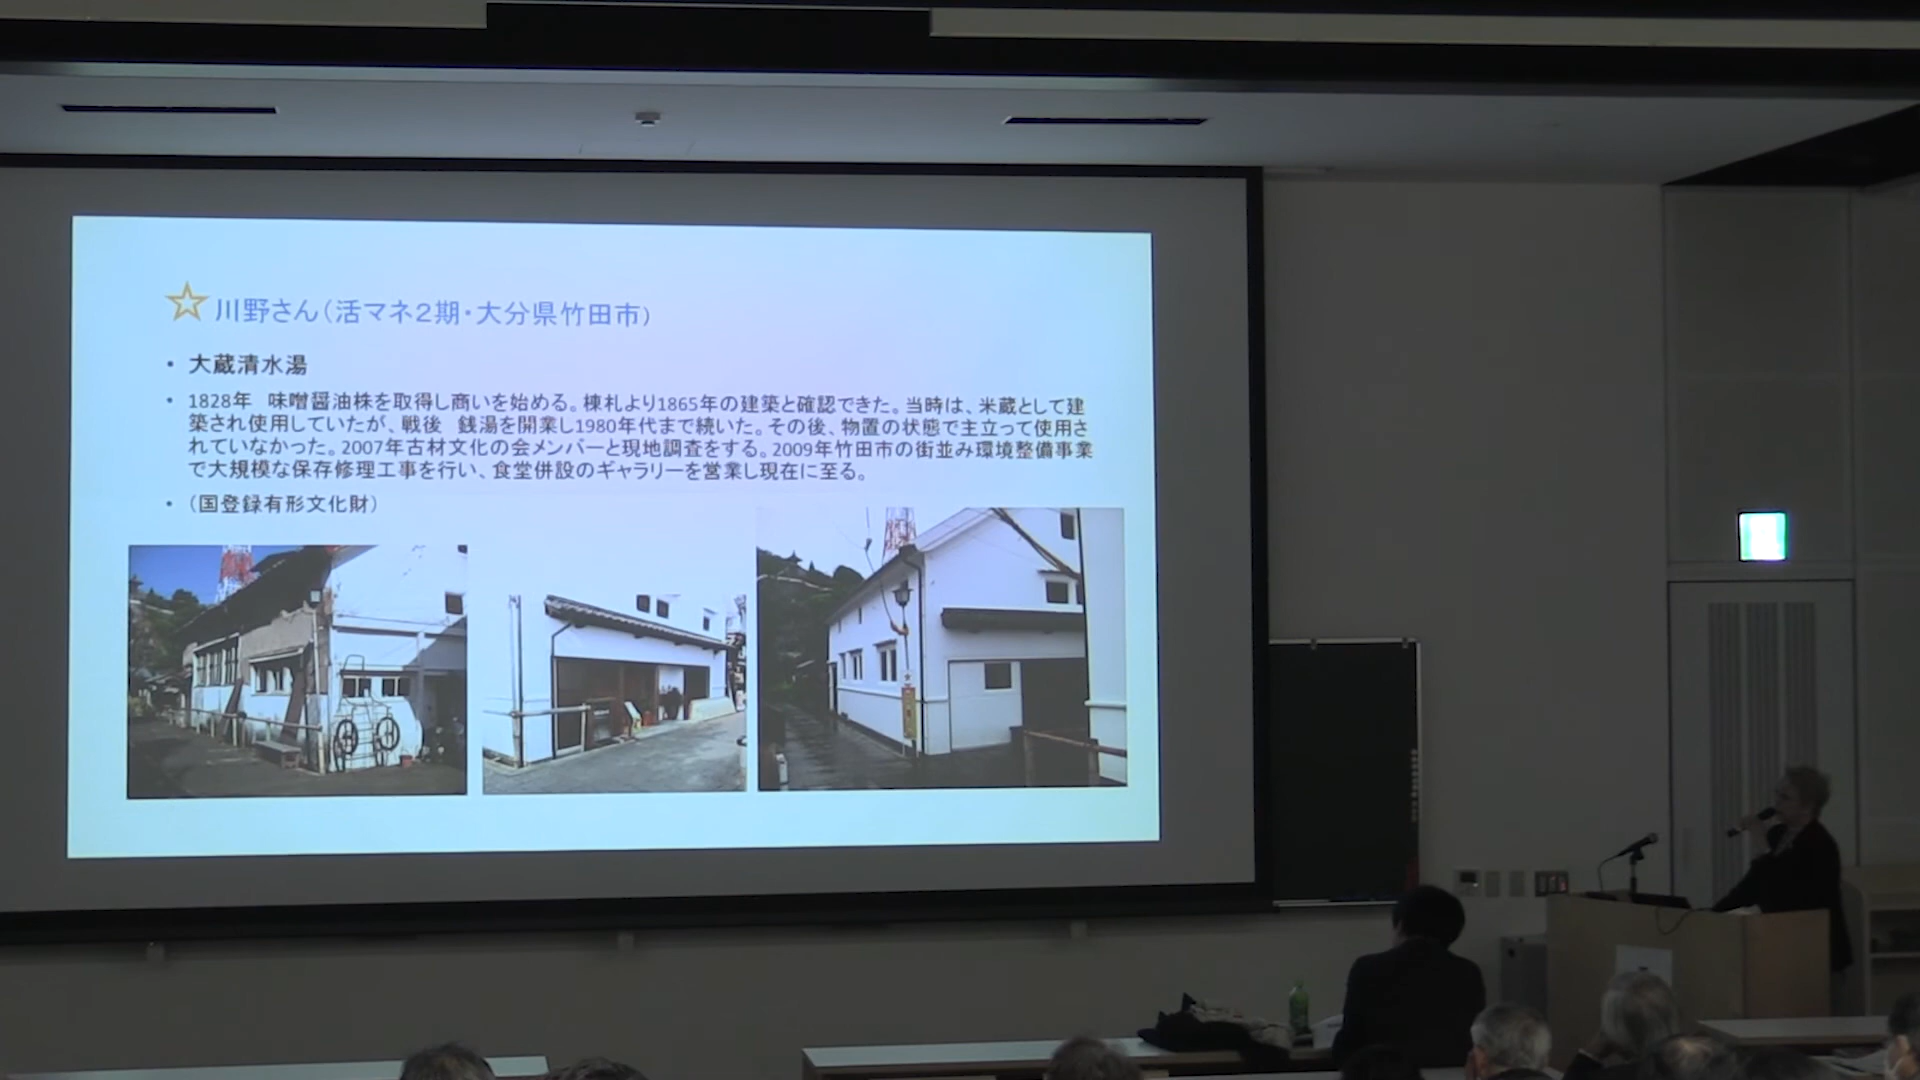 ☆川野さん（活マネ２期・大分県竹田市）
• 大蔵清水湯
• 1828年　味噌醤油株を取得し商いを始める。棟札より1865年の建築と確認できた。当時は、米蔵として建
築され使用していたが、戦後　銭湯を開業し1980年代まで続いた。その後、物置の状態で主立って使用さ
れていなかった。2007年古材文化の会メンバーと現地調査をする。2009年竹田市の街並み環境整備事業
で大規模な保存修理工事を行い、食堂併設のギャラリーを営業し現在に至る。
• （国登録有形文化財）